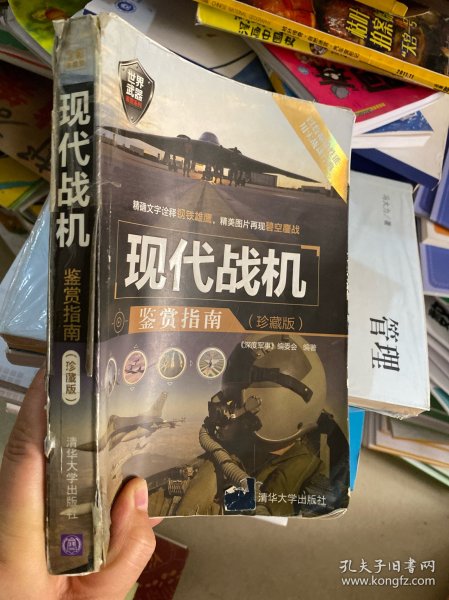 世界
武器
精确文字诠释钢铁雄鹰，精美图片再现碧空鏖战
现代战机
鉴赏指南
（珍藏版）
《深度军事》编委会 编著
清华大学出版社
现代战机
鉴赏指南
（珍藏版）
清华大学出版社
管理
孔夫子旧书网
www.kongfz.com